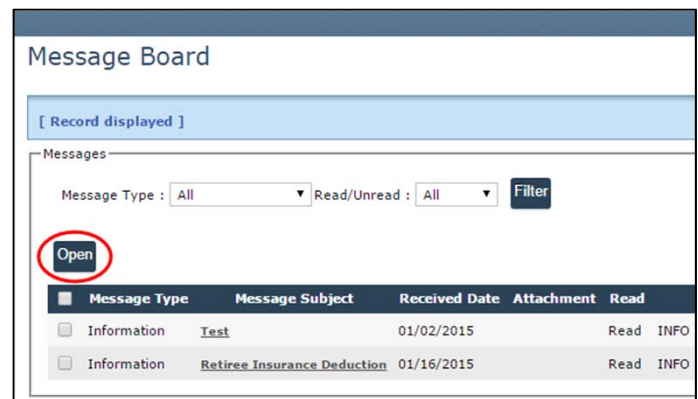 Message Board
[ Record displayed ]
Messages
Message Type : All Read/Unread : All Filter
Open
Message Type Message Subject Received Date Attachment Read
Information Test 01/02/2015 Read INFO
Information Retiree Insurance Deduction 01/16/2015 Read INFO